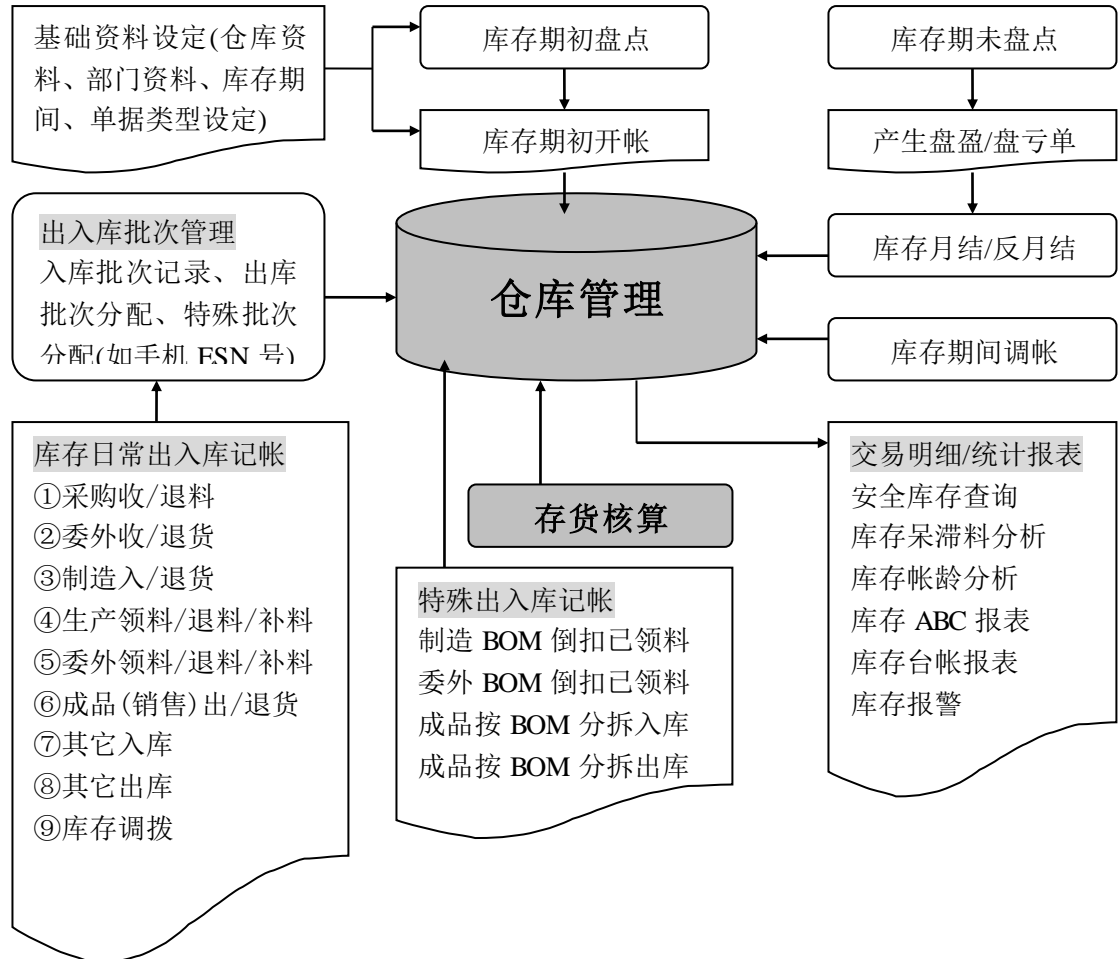 基础资料设定(仓库资
料、部门资料、库存期
间、单据类型设定)
库存期初盘点
库存期初开帐
库存期未盘点
产生盘盈/盘亏单
库存月结/反月结
库存期间调帐
出入库批次管理
入库批次记录、出库
批次分配、特殊批次
分配(如手机 ESN 号)
仓库管理
存货核算
库存日常出入库记帐
①采购收/退料
②委外收/退货
③制造入/退货
④生产领料/退料/补料
⑤委外领料/退料/补料
⑥成品(销售)出/退货
⑦其它入库
⑧其它出库
⑨库存调拨
特殊出入库记帐
制造 BOM 倒扣已领料
委外 BOM 倒扣已领料
成品按 BOM 分拆入库
成品按 BOM 分拆出库
交易明细/统计报表
安全库存查询
库存呆滞料分析
库存帐龄分析
库存 ABC 报表
库存台帐报表
库存报警